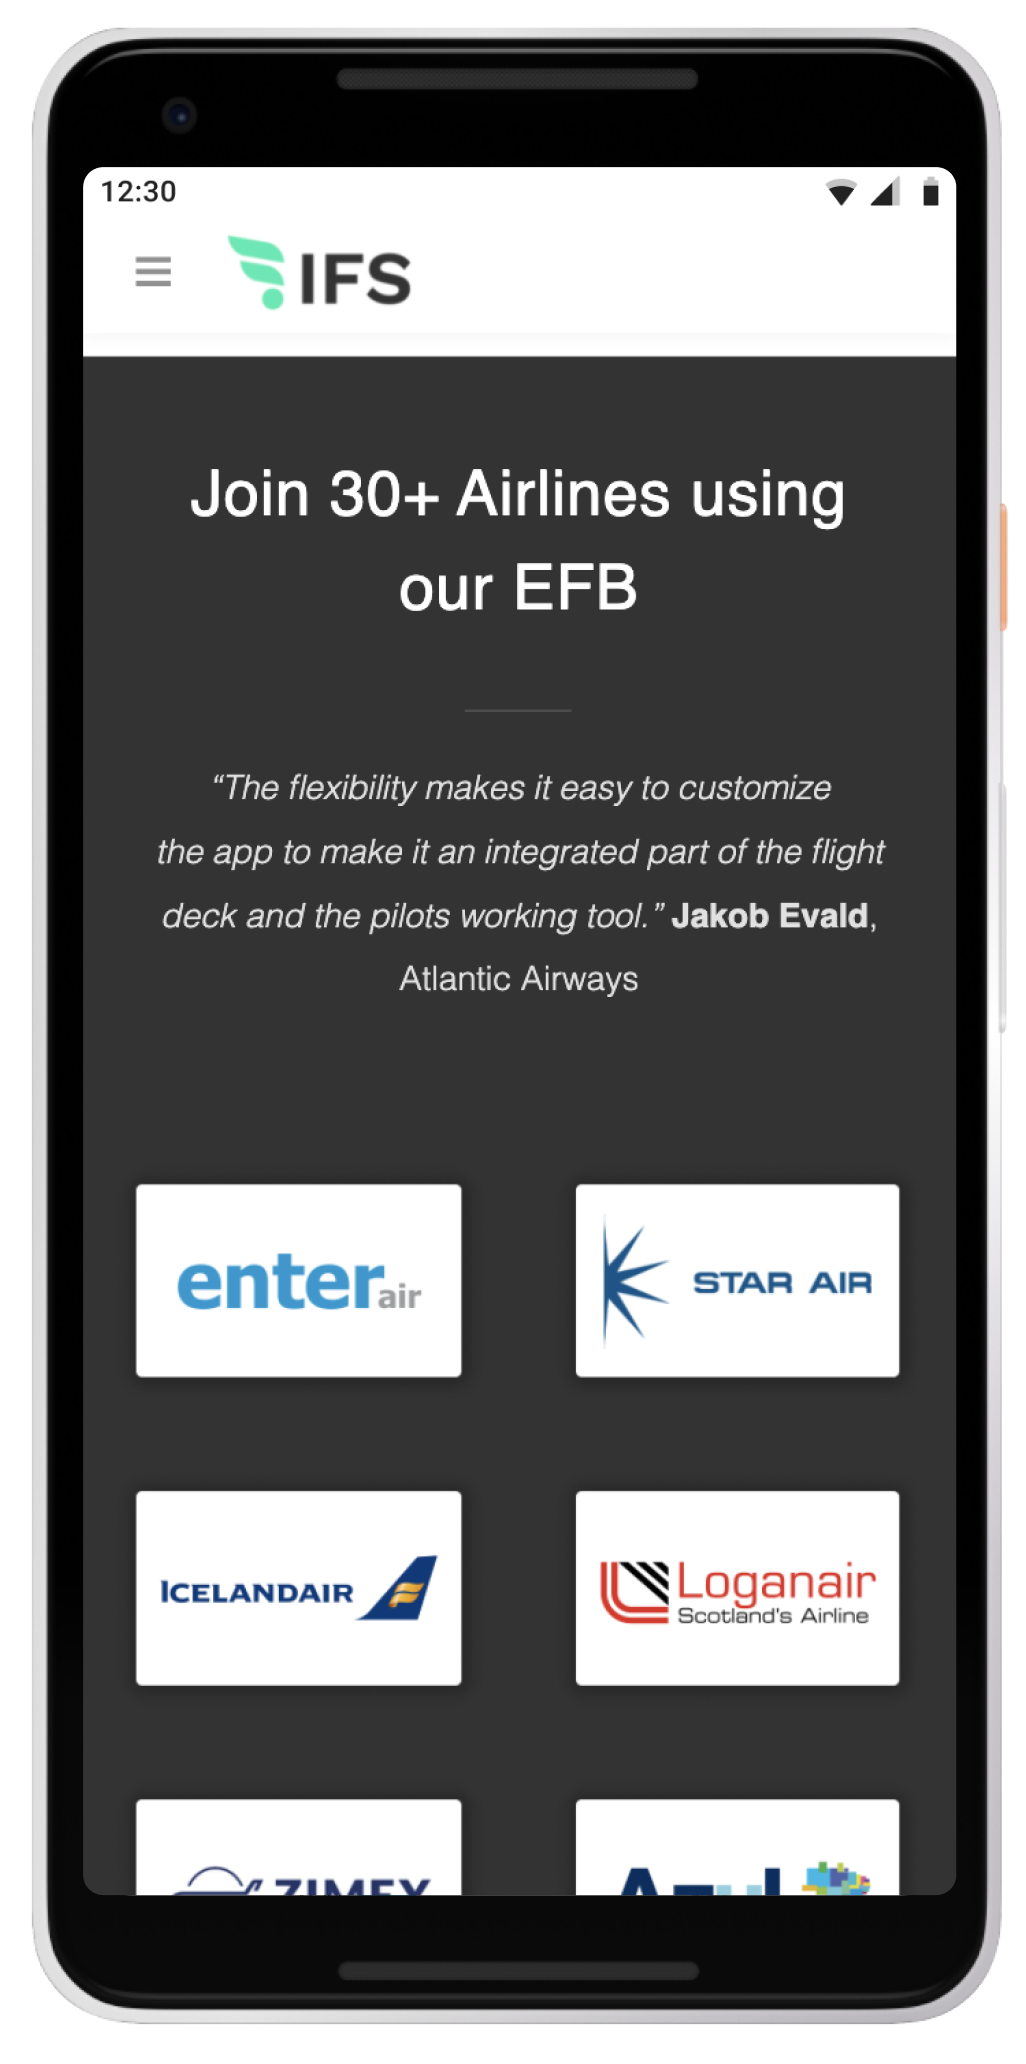 12:30
IFS
Join 30+ Airlines using
our EFB
“The flexibility makes it easy to customize
the app to make it an integrated part of the flight
deck and the pilots working tool.” Jakob Evald,
Atlantic Airways
enter air
STAR AIR
ICELANDAIR
Loganair
Scotland's Airline
ZIMEX
Azul